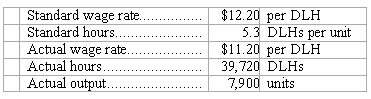 Standard wage rate................. $12.20 per DLH
Standard hours........................ 5.3 DLHs per unit
Actual wage rate..................... $11.20 per DLH
Actual hours........................... 39,720 DLHs
Actual output.......................... 7,900 units